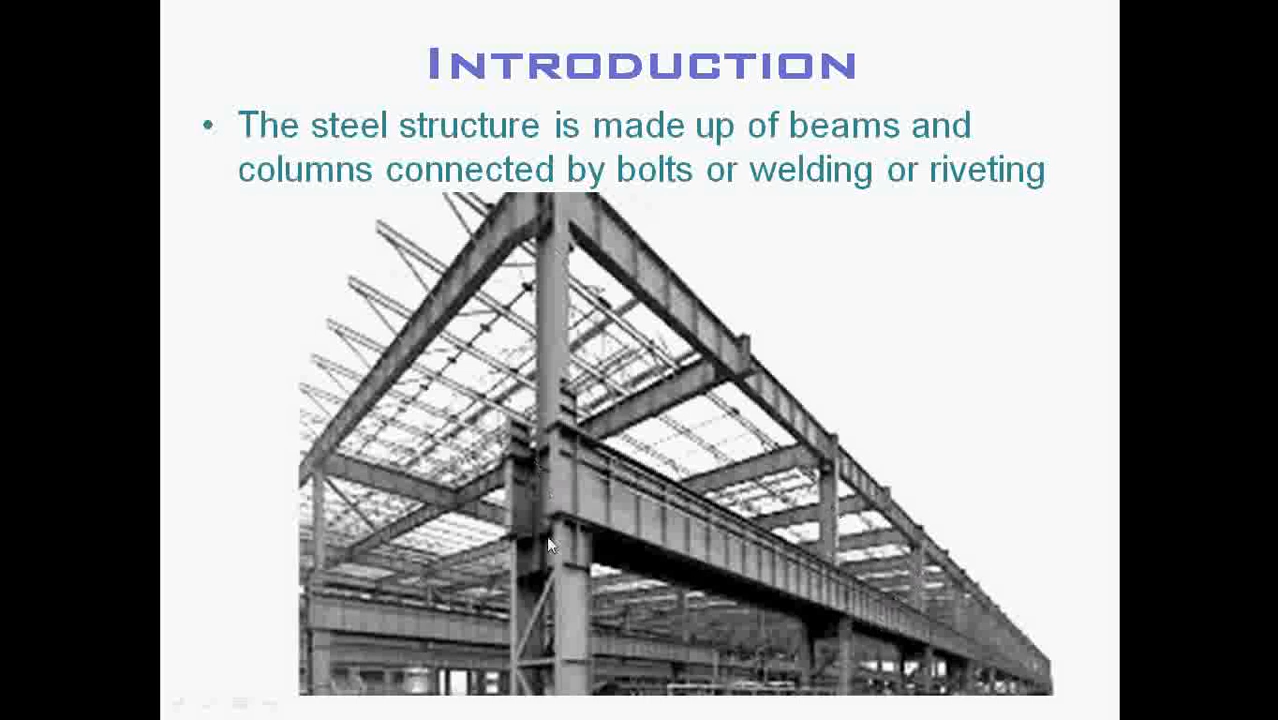 INTRODUCTION
• The steel structure is made up of beams and
columns connected by bolts or welding or riveting